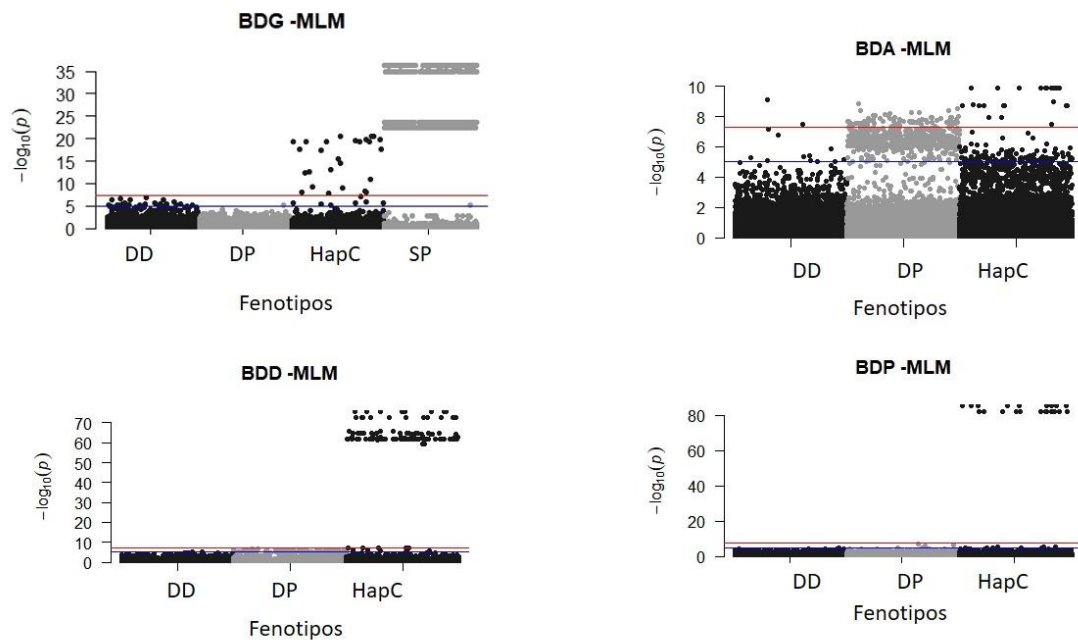 BDG -MLM
−log₁₀(p)
35
30
25
20
15
10
5
0
DD DP HapC SP
Fenotipos
BDA -MLM
−log₁₀(p)
10
8
6
4
2
0
DD DP HapC
Fenotipos
BDD -MLM
−log₁₀(p)
70
60
50
40
30
20
10
0
DD DP HapC
Fenotipos
BDP -MLM
−log₁₀(p)
80
60
40
20
0
DD DP HapC
Fenotipos